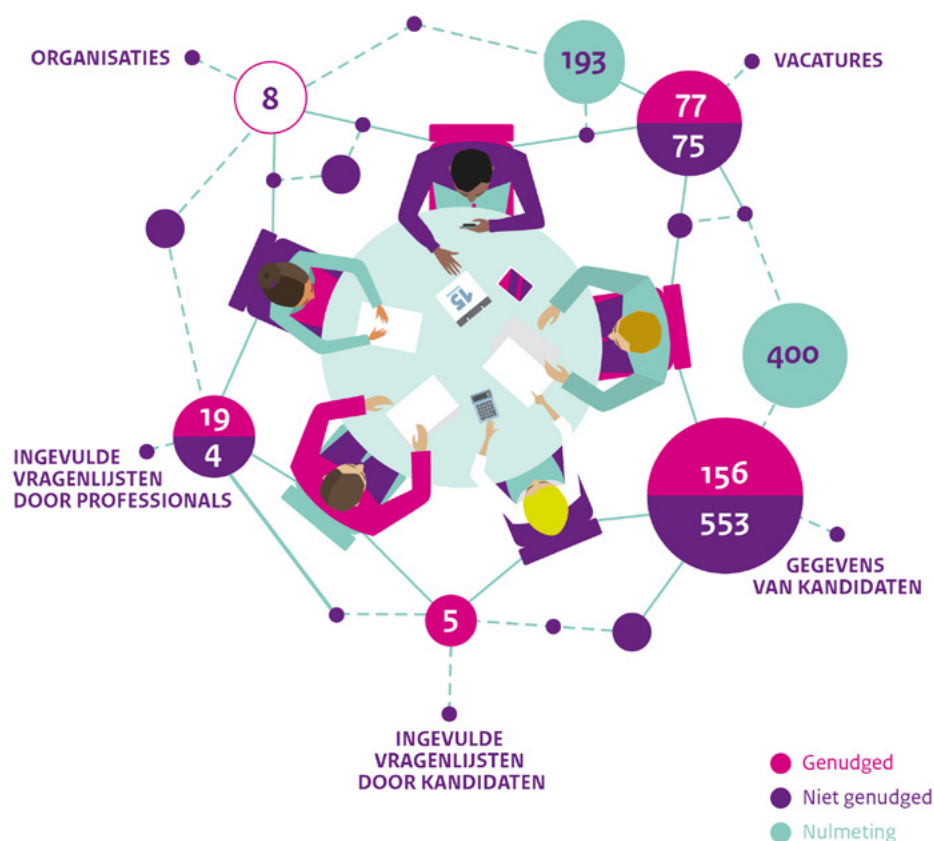 ORGANISATIES
8
193
VACATURES
77
75
15
400
19
4
INGEVULDE
VRAGENLIJSTEN
DOOR PROFESSIONALS
156
553
GEGEVENS
VAN KANDIDATEN
5
INGEVULDE
VRAGENLIJSTEN
DOOR KANDIDATEN
Genudged
Niet genudged
Nulmeting